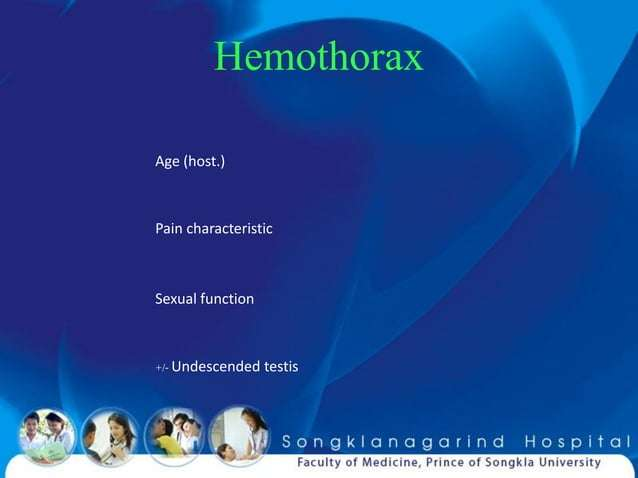 Hemothorax
Age (host.)
Pain characteristic
Sexual function
+/- Undescended testis
Songklanagarind Hospital
Faculty of Medicine, Prince of Songkla University